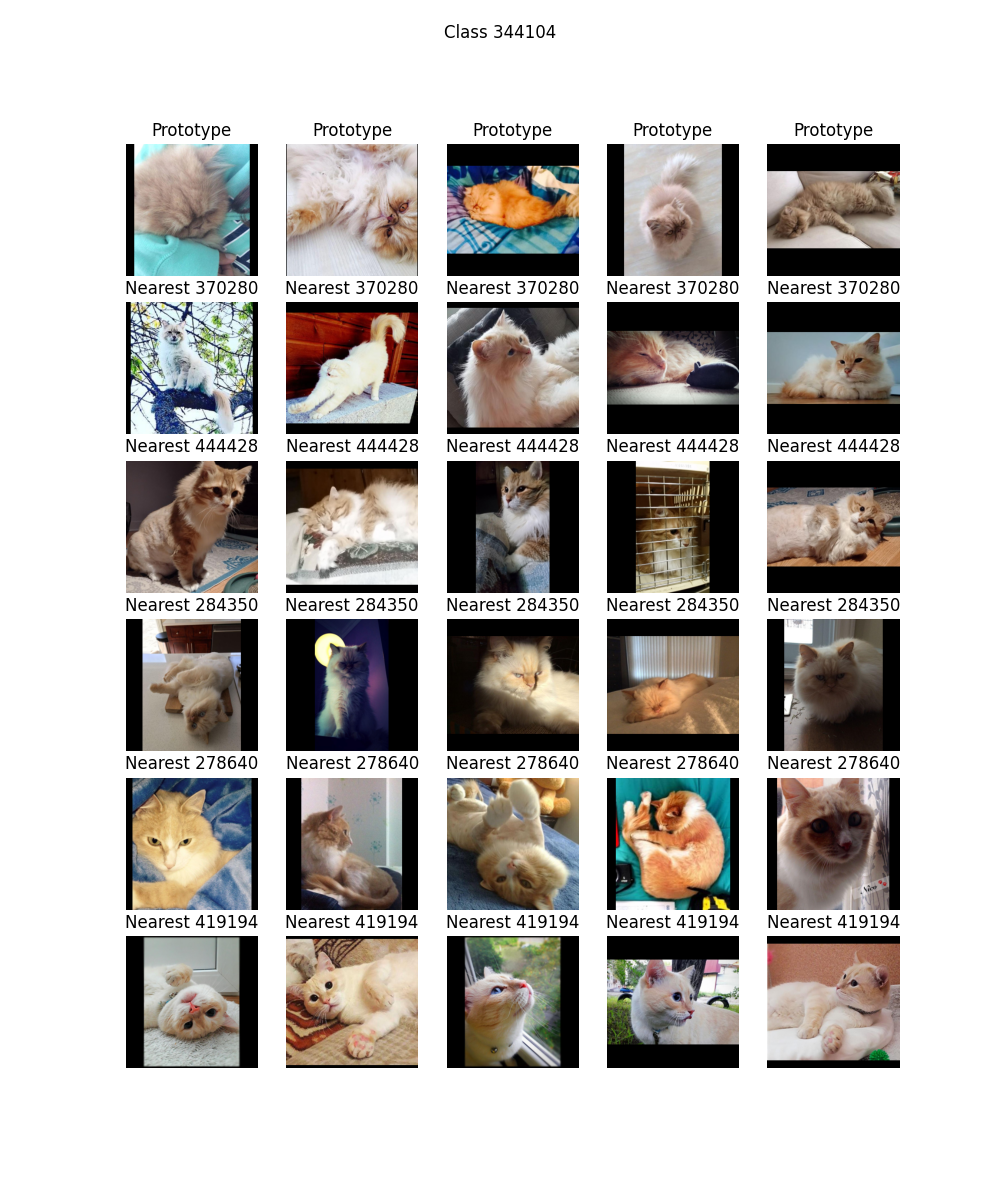 Class 344104
Prototype Prototype Prototype Prototype Prototype
Nearest 370280 Nearest 370280 Nearest 370280 Nearest 370280 Nearest 370280
Nearest 444428 Nearest 444428 Nearest 444428 Nearest 444428 Nearest 444428
Nearest 284350 Nearest 284350 Nearest 284350 Nearest 284350 Nearest 284350
Nearest 278640 Nearest 278640 Nearest 278640 Nearest 278640 Nearest 278640
Nico
Nearest 419194 Nearest 419194 Nearest 419194 Nearest 419194 Nearest 419194